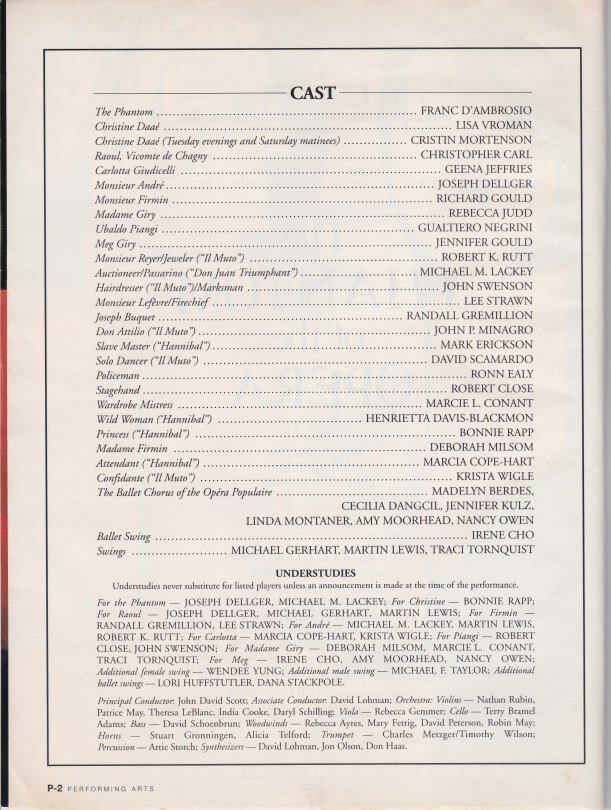 CAST
The Phantom ........ FRANC D'AMBROSIO
Christine Daaé ........ LISA VROMAN
Christine Daaé (Tuesday evenings and Saturday matinees) ........ CRISTIN MORTENSON
Raoul, Vicomte de Chagny ........ CHRISTOPHER CARL
Carlotta Giudicelli ........ GEENA JEFFRIES
Monsieur André ........ JOSEPH DELLGER
Monsieur Firmin ........ RICHARD GOULD
Madame Giry ........ REBECCA JUDD
Ubaldo Piangi ........ GUALTIERO NEGRINI
Meg Giry ........ JENNIFER GOULD
Monsieur Reyer/Jeweler ("Il Muto") ........ ROBERT K. RUTT
Auctioneer/Passarino ("Don Juan Triumphant") ........ MICHAEL M. LACKEY
Hairdresser ("Il Muto")/Marksman ........ JOHN SWENSON
Monsieur Lefèvre/Firechief ........ LEE STRAWN
Joseph Buquet ........ RANDALL GREMILLION
Don Attilio ("Il Muto") ........ JOHN P. MINAGRO
Slave Master ("Hannibal") ........ MARK ERICKSON
Solo Dancer ("Il Muto") ........ DAVID SCAMARDO
Policeman ........ RONN EALY
Stagehand ........ ROBERT CLOSE
Wardrobe Mistress ........ MARCIE L. CONANT
Wild Woman ("Hannibal") ........ HENRIETTA DAVIS-BLACKMON
Princess ("Hannibal") ........ BONNIE RAPP
Madame Firmin ........ DEBORAH MILSOM
Attendant ("Hannibal") ........ MARCIA COPE-HART
Confidante ("Il Muto") ........ KRISTA WIGLE
The Ballet Chorus of the Opéra Populaire ........ MADELYN BERDES,
CECILIA DANGCIL, JENNIFER KULZ,
LINDA MONTANER, AMY MOORHEAD, NANCY OWEN
Ballet Swing ........ IRENE CHO
Swings ........ MICHAEL GERHART, MARTIN LEWIS, TRACI TORNQUIST
UNDERSTUDIES
Understudies never substitute for listed players unless an announcement is made at the time of the performance.
For the Phantom — JOSEPH DELLGER, MICHAEL M. LACKEY; For Christine — BONNIE RAPP;
For Raoul — JOSEPH DELLGER, MICHAEL GERHART, MARTIN LEWIS; For Firmin —
RANDALL GREMILLION, LEE STRAWN; For André — MICHAEL M. LACKEY, MARTIN LEWIS,
ROBERT K. RUTT; For Carlotta — MARCIA COPE-HART, KRISTA WIGLE; For Piangi — ROBERT
CLOSE, JOHN SWENSON; For Madame Giry — DEBORAH MILSOM, MARCIE L. CONANT,
TRACI TORNQUIST; For Meg — IRENE CHO, AMY MOORHEAD, NANCY OWEN;
Additional female swing — WENDEE YUNG; Additional male swing — MICHAEL F. TAYLOR; Additional
ballet swings — LORI HUFFSTUTLER, DANA STACKPOLE.
Principal Conductor: John David Scott; Associate Conductor: David Lohman; Orchestra: Violins — Nathan Rubin,
Patrice May, Theresa LeBlanc, India Cooke, Daryl Schilling; Viola — Rebecca Gemmer; Cello — Terry Bramel
Adams; Bass — David Schoenbrun; Woodwinds — Rebecca Ayres, Mary Fettig, David Peterson, Robin May;
Horns — Stuart Gronningen, Alicia Telford; Trumpet — Charles Metzger/Timothy Wilson;
Percussion — Artie Storch; Synthesizers — David Lohman, Jon Olson, Don Haas.
P-2 PERFORMING ARTS